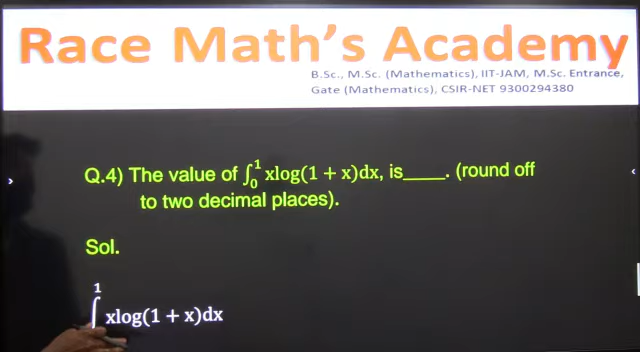 Race Math's Academy
B.Sc., M.Sc. (Mathematics), IIT-JAM, M.Sc. Entrance,
Gate (Mathematics), CSIR-NET 9300294380
Q.4) The value of ∫₀¹ xlog(1 + x)dx, is____. (round off
to two decimal places).
Sol.
1
∫ xlog(1 + x)dx